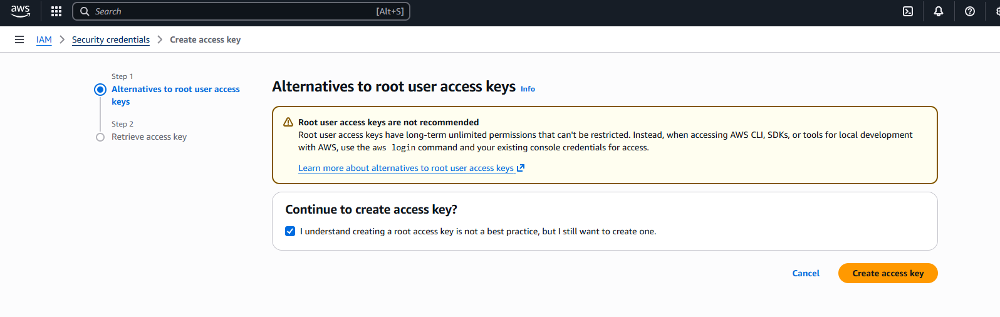 aws
Search [Alt+S]
IAM > Security credentials > Create access key
Step 1
Alternatives to root user access
keys
Step 2
Retrieve access key
Alternatives to root user access keys Info
Root user access keys are not recommended
Root user access keys have long-term unlimited permissions that can't be restricted. Instead, when accessing AWS CLI, SDKs, or tools for local development
with AWS, use the aws login command and your existing console credentials for access.
Learn more about alternatives to root user access keys
Continue to create access key?
I understand creating a root access key is not a best practice, but I still want to create one.
Cancel Create access key